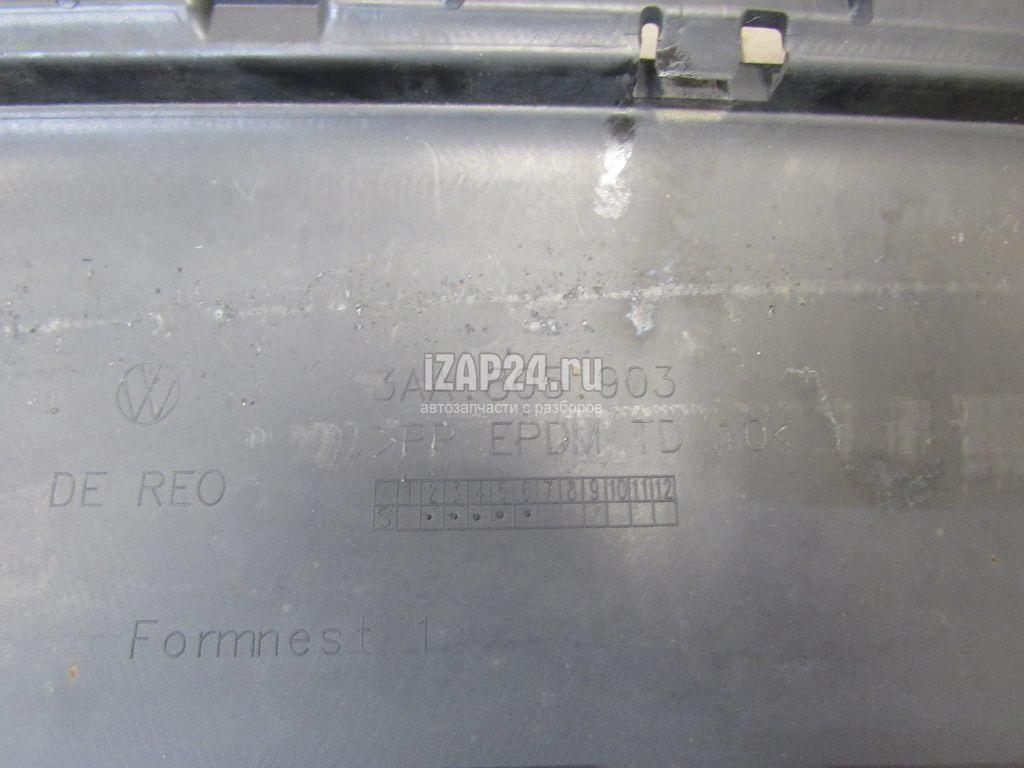 iZAP24.ru
автозапчасти с разборов
903
>PP EPDM TD 10<
DE REO
1 2 3 4 5 6 7 8 9 10 11 12
S
Formnest 1